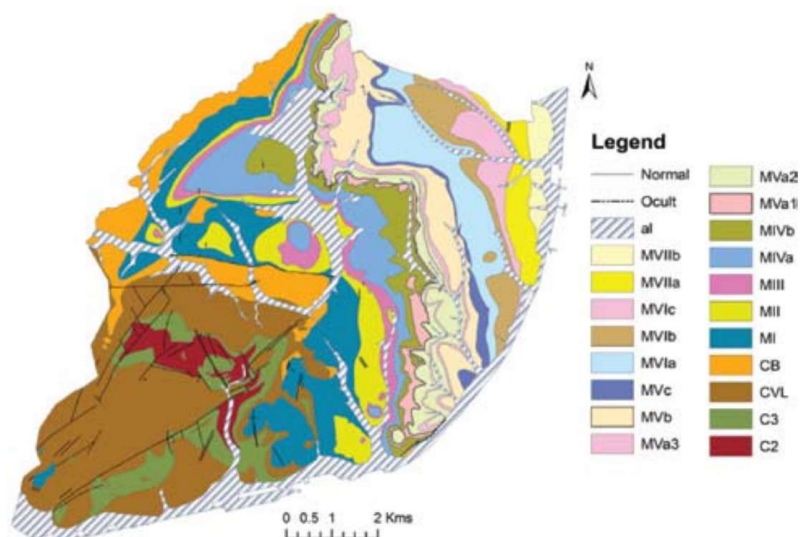 N
Legend
Normal
Ocult
al
MVIIb
MVIIa
MVIc
MVIb
MVIa
MVc
MVb
MVa3
MVa2
MVa1
MIVb
MIVa
MIII
MII
MI
CB
CVL
C3
C2
0 0.5 1 2 Kms